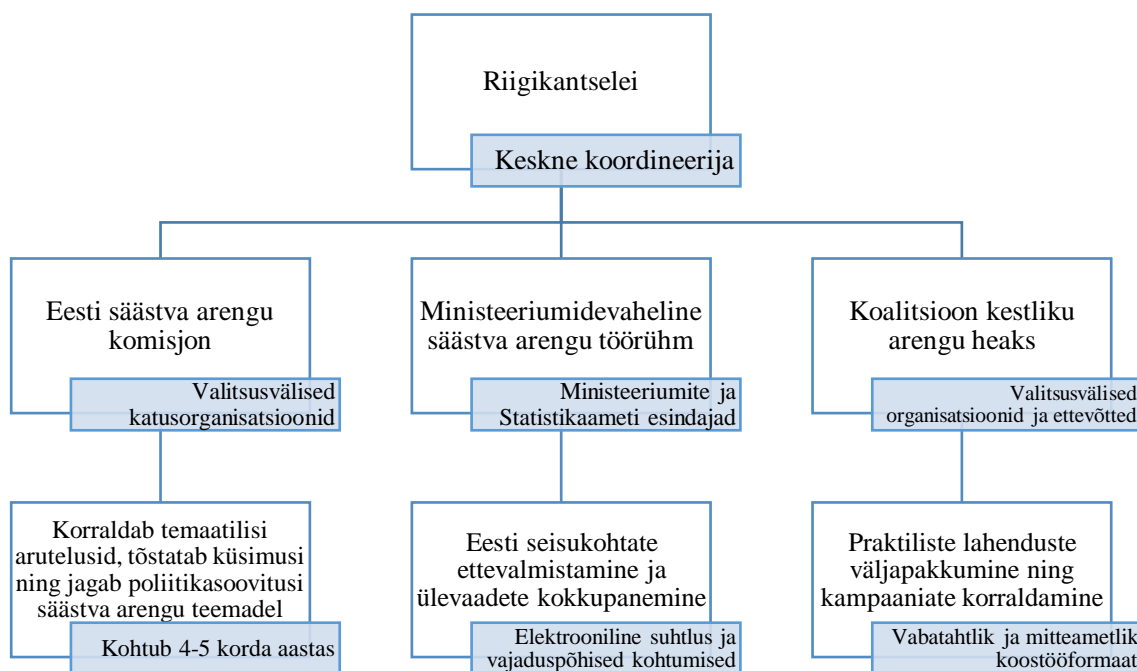 Riigikantselei
Keskne koordineerija
Eesti säästva arengu
komisjon
Valitsusvälised
katusorganisatsioonid
Ministeeriumidevaheline
säästva arengu töörühm
Ministeeriumite ja
Statistikaameti esindajad
Koalitsioon kestliku
arengu heaks
Valitsusvälised
organisatsioonid ja ettevõtted
Korraldab temaatilisi
arutelusid, tõstatab küsimusi
ning jagab poliitikasoovitusi
säästva arengu teemadel
Kohtub 4-5 korda aastas
Eesti seisukohtate
ettevalmistamine ja
ülevaadete kokkupanemine
Elektrooniline suhtlus ja
vajaduspõhised kohtumised
Praktiliste lahenduste
väljapakkumine ning
kampaaniate korraldamine
Vabatahtlik ja mitteametlik
koostööformaat